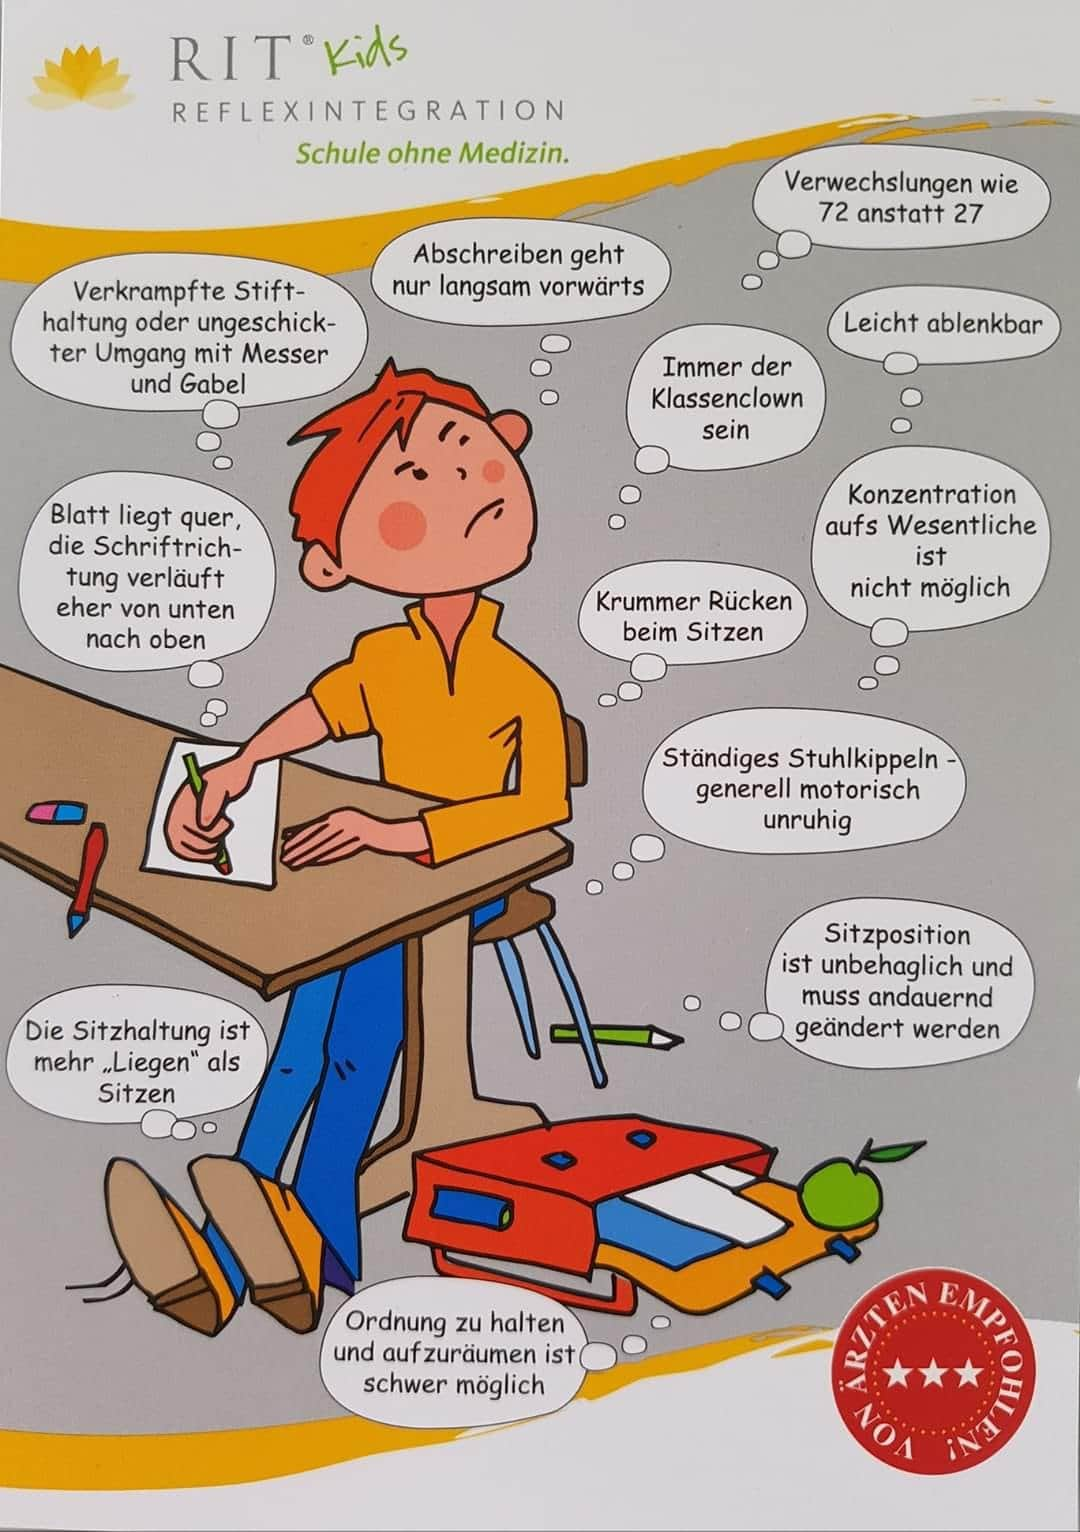 RIT® Kids
REFLEXINTEGRATION
Schule ohne Medizin.
Verwechslungen wie
72 anstatt 27
Abschreiben geht
nur langsam vorwärts
Verkrampfte Stift-
haltung oder ungeschick-
ter Umgang mit Messer
und Gabel
Leicht ablenkbar
Immer der
Klassenclown
sein
Blatt liegt quer,
die Schriftrich-
tung verläuft
eher von unten
nach oben
Konzentration
aufs Wesentliche
ist
nicht möglich
Krummer Rücken
beim Sitzen
Ständiges Stuhlkippeln -
generell motorisch
unruhig
Sitzposition
ist unbehaglich und
muss andauernd
geändert werden
Die Sitzhaltung ist
mehr „Liegen“ als
Sitzen
Ordnung zu halten
und aufzuräumen ist
schwer möglich
VON ÄRZTEN EMPFOHLEN!